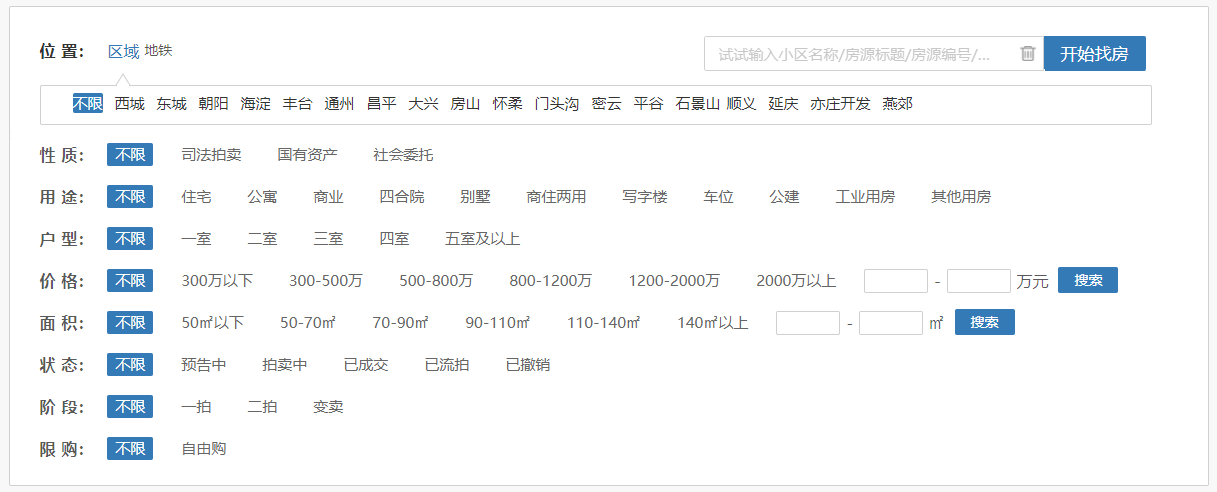 位 置： 区域 地铁 试试输入小区名称/房源标题/房源编号/... 开始找房
不限 西城 东城 朝阳 海淀 丰台 通州 昌平 大兴 房山 怀柔 门头沟 密云 平谷 石景山 顺义 延庆 亦庄开发 燕郊
性 质： 不限 司法拍卖 国有资产 社会委托
用 途： 不限 住宅 公寓 商业 四合院 别墅 商住两用 写字楼 车位 公建 工业用房 其他用房
户 型： 不限 一室 二室 三室 四室 五室及以上
价 格： 不限 300万以下 300-500万 500-800万 800-1200万 1200-2000万 2000万以上 - 万元 搜索
面 积： 不限 50㎡以下 50-70㎡ 70-90㎡ 90-110㎡ 110-140㎡ 140㎡以上 - ㎡ 搜索
状 态： 不限 预告中 拍卖中 已成交 已流拍 已撤销
阶 段： 不限 一拍 二拍 变卖
限 购： 不限 自由购